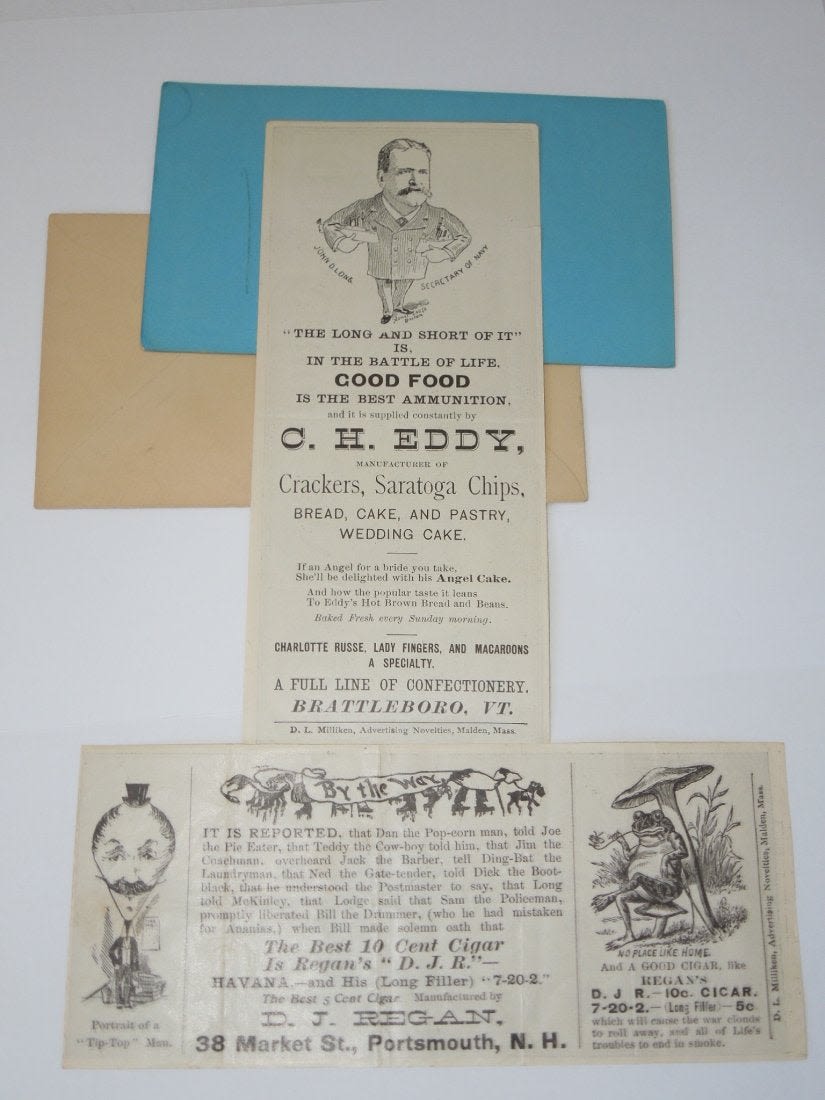 JOHN D. LONG,
SECRETARY OF NAVY
"THE LONG AND SHORT OF IT"
IS,
IN THE BATTLE OF LIFE,
GOOD FOOD
IS THE BEST AMMUNITION,
and it is supplied constantly by
C. H. EDDY,
MANUFACTURER OF
Crackers, Saratoga Chips,
BREAD, CAKE, AND PASTRY,
WEDDING CAKE.
If an Angel for a bride you take,
She'll be delighted with his Angel Cake.
And how the popular taste it leans
To Eddy's Hot Brown Bread and Beans.
Baked Fresh every Sunday morning.
CHARLOTTE RUSSE, LADY FINGERS, AND MACAROONS
A SPECIALTY.
A FULL LINE OF CONFECTIONERY.
BRATTLEBORO, VT.
D. L. Milliken, Advertising Novelties, Malden, Mass.
Portrait of a
"Tip-Top" Man.
By the Way
IT IS REPORTED, that Dan the Pop-corn man, told Joe
the Pie Eater, that Teddy the Cow-boy told him, that Jim the
Coachman, overheard Jack the Barber, tell Ding-Bat the
Laundryman, that Ned the Gate-tender, told Dick the Boot-
black, that he understood the Postmaster to say, that Long
told McKinley, that Lodge said that Sam the Policeman,
promptly liberated Bill the Drummer, (who he had mistaken
for Ananias,) when Bill made solemn oath that
The Best 10 Cent Cigar
Is Regan's "D. J. R."—
HAVANA.—and His (Long Filler) "7-20-2."
The Best 5 Cent Cigar Manufactured by
D. J. REGAN,
38 Market St., Portsmouth, N. H.
NO PLACE LIKE HOME.
And A GOOD CIGAR, like
REGAN'S
D. J. R.—10c. CIGAR.
7-20-2.—(Long Filler)—5c
which will cause the war clouds
to roll away, and all of Life's
troubles to end in smoke.
D. L. Milliken, Advertising Novelties, Malden, Mass.